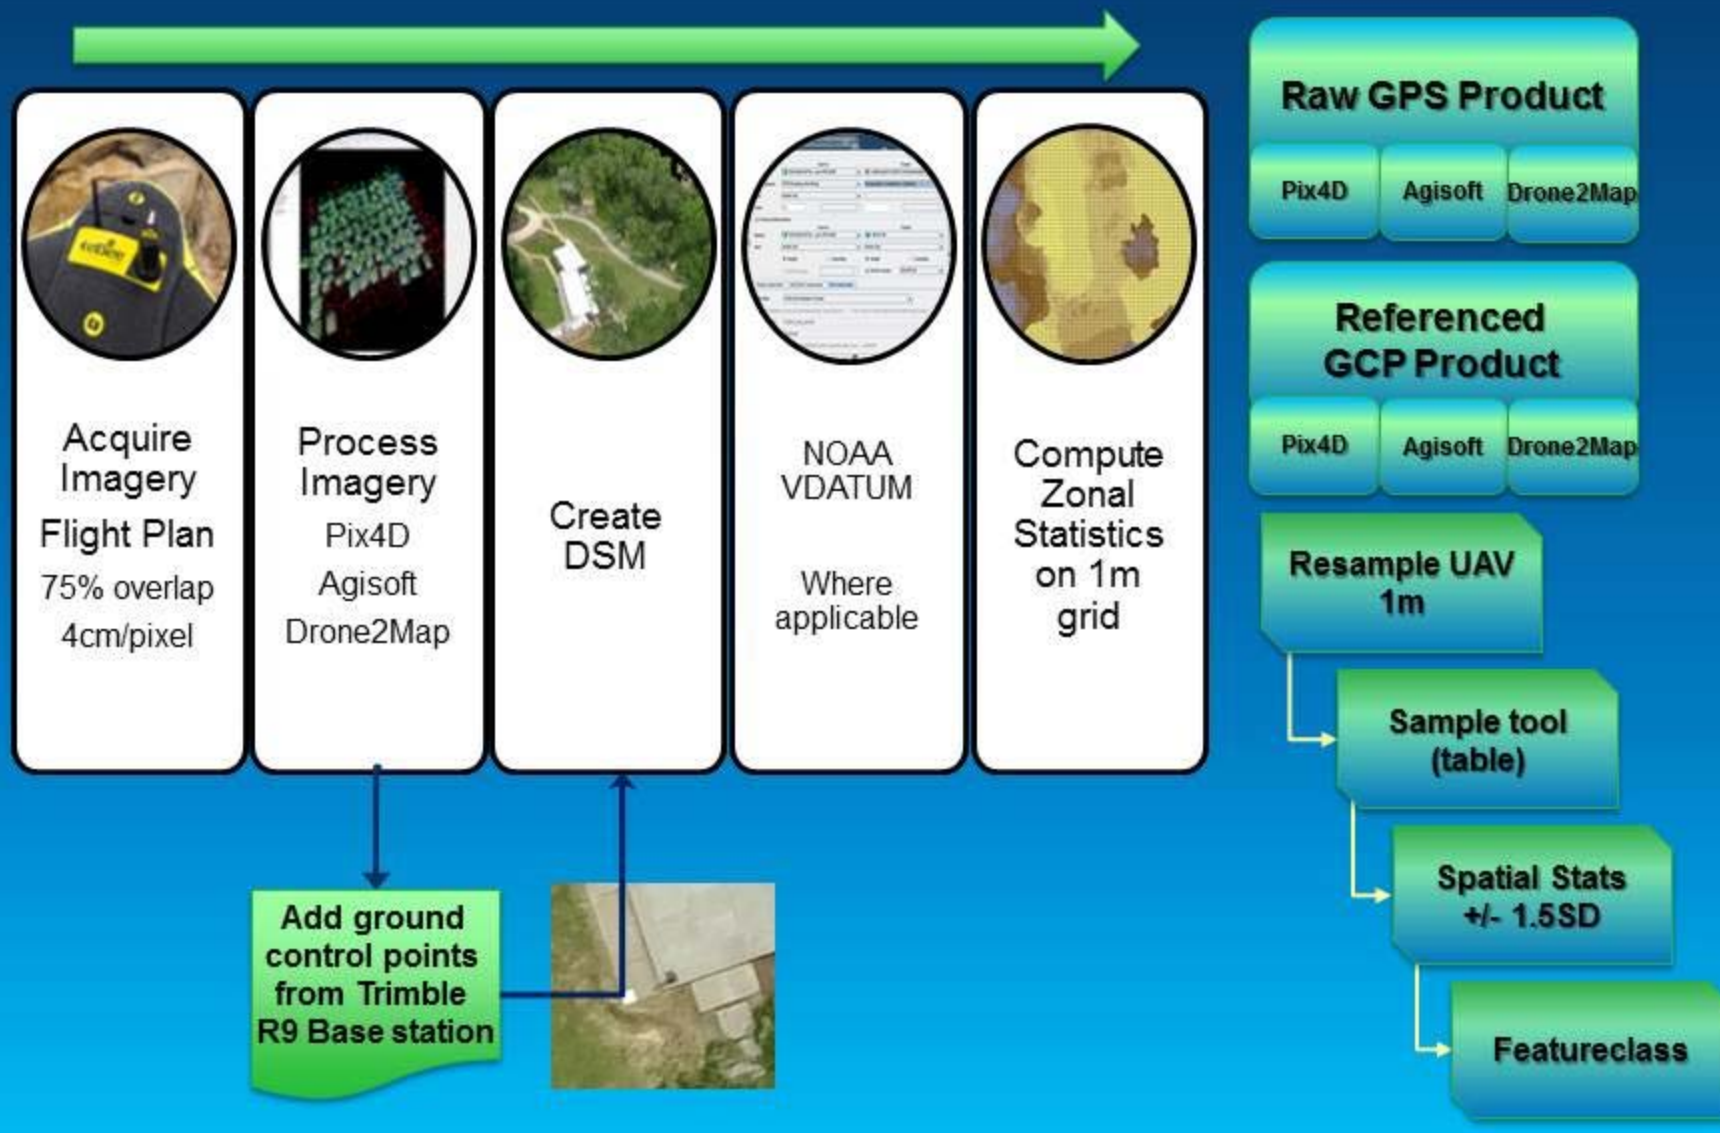 Acquire
Imagery
Flight Plan
75% overlap
4cm/pixel
Process
Imagery
Pix4D
Agisoft
Drone2Map
Create
DSM
NOAA
VDATUM
Where
applicable
Compute
Zonal
Statistics
on 1m
grid
Add ground
control points
from Trimble
R9 Base station
Raw GPS Product
Pix4D
Agisoft
Drone2Map
Referenced
GCP Product
Pix4D
Agisoft
Drone2Map
Resample UAV
1m
Sample tool
(table)
Spatial Stats
+/- 1.5SD
Featureclass